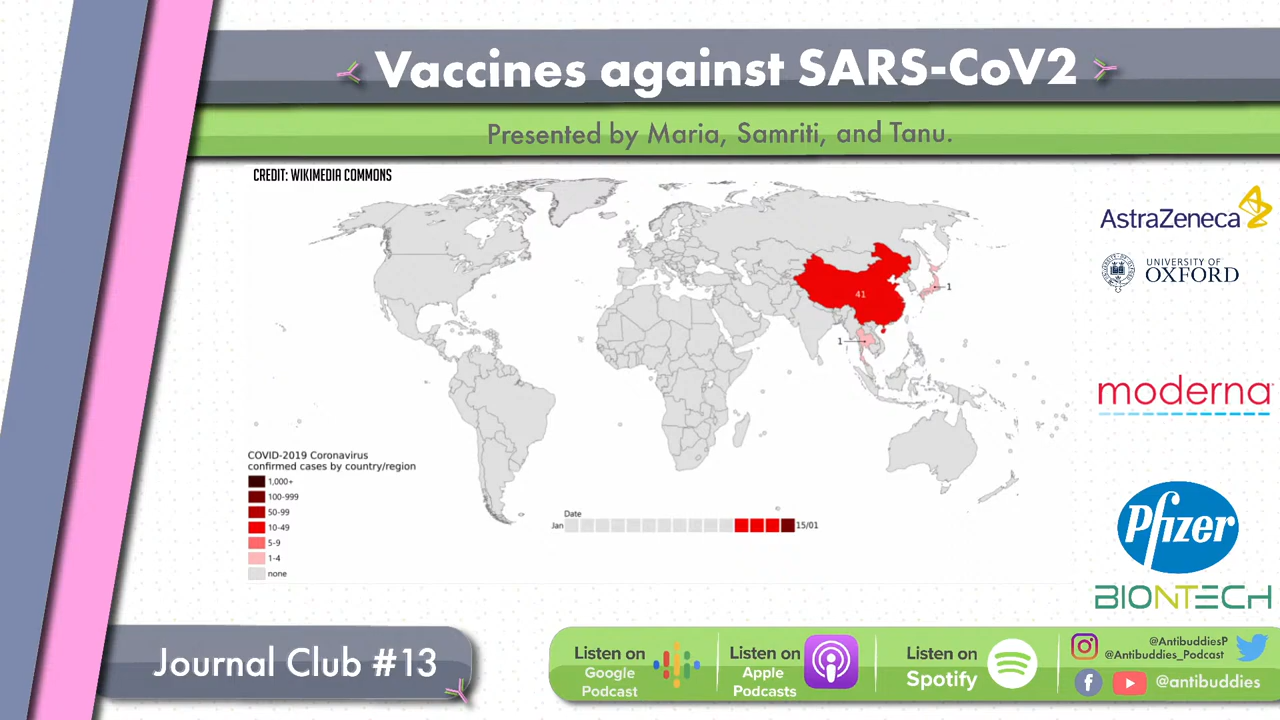 Vaccines against SARS-CoV2
Presented by Maria, Samriti, and Tanu.
CREDIT: WIKIMEDIA COMMONS
AstraZeneca
UNIVERSITY OF
OXFORD
41
1
1
moderna
COVID-2019 Coronavirus
confirmed cases by country/region
1,000+
100-999
50-99
10-49
5-9
1-4
none
Date
Jan
15/01
Pfizer
BIONTECH
Journal Club #13
Listen on
Google
Podcast
Listen on
Apple
Podcasts
Listen on
Spotify
@AntibuddiesP
@Antibuddies_Podcast
@antibuddies